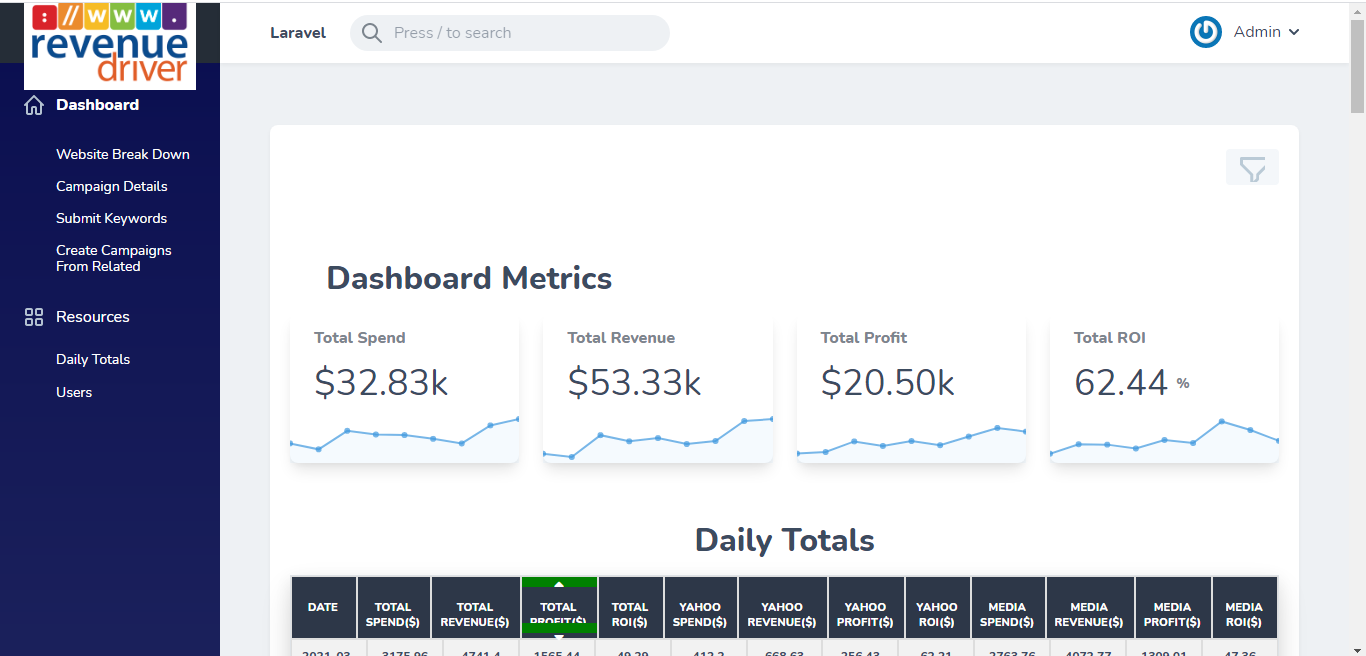 ://www.
revenue
driver
Laravel
Press / to search
Admin
Dashboard
Website Break Down
Campaign Details
Submit Keywords
Create Campaigns
From Related
Resources
Daily Totals
Users
Dashboard Metrics
Total Spend
$32.83k
Total Revenue
$53.33k
Total Profit
$20.50k
Total ROI
62.44 %
Daily Totals
DATE
TOTAL
SPEND($)
TOTAL
REVENUE($)
TOTAL
PROFIT($)
TOTAL
ROI($)
YAHOO
SPEND($)
YAHOO
REVENUE($)
YAHOO
PROFIT($)
YAHOO
ROI($)
MEDIA
SPEND($)
MEDIA
REVENUE($)
MEDIA
PROFIT($)
MEDIA
ROI($)
2021-03 3175.96 4741.4 1565.44 49.29 412.2 668.63 256.43 62.21 2763.76 4072.77 1309.01 47.36